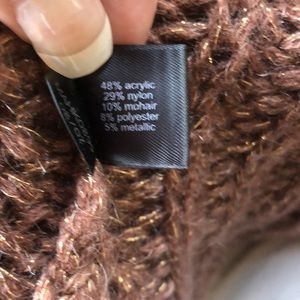 48% acrylic
29% nylon
10% mohair
8% polyester
5% metallic